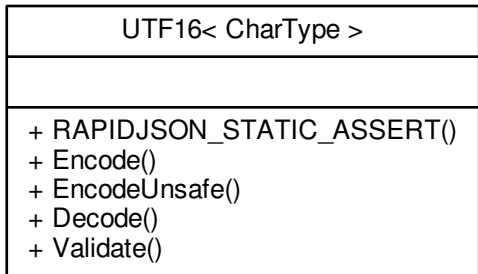 UTF16< CharType >
+ RAPIDJSON_STATIC_ASSERT()
+ Encode()
+ EncodeUnsafe()
+ Decode()
+ Validate()